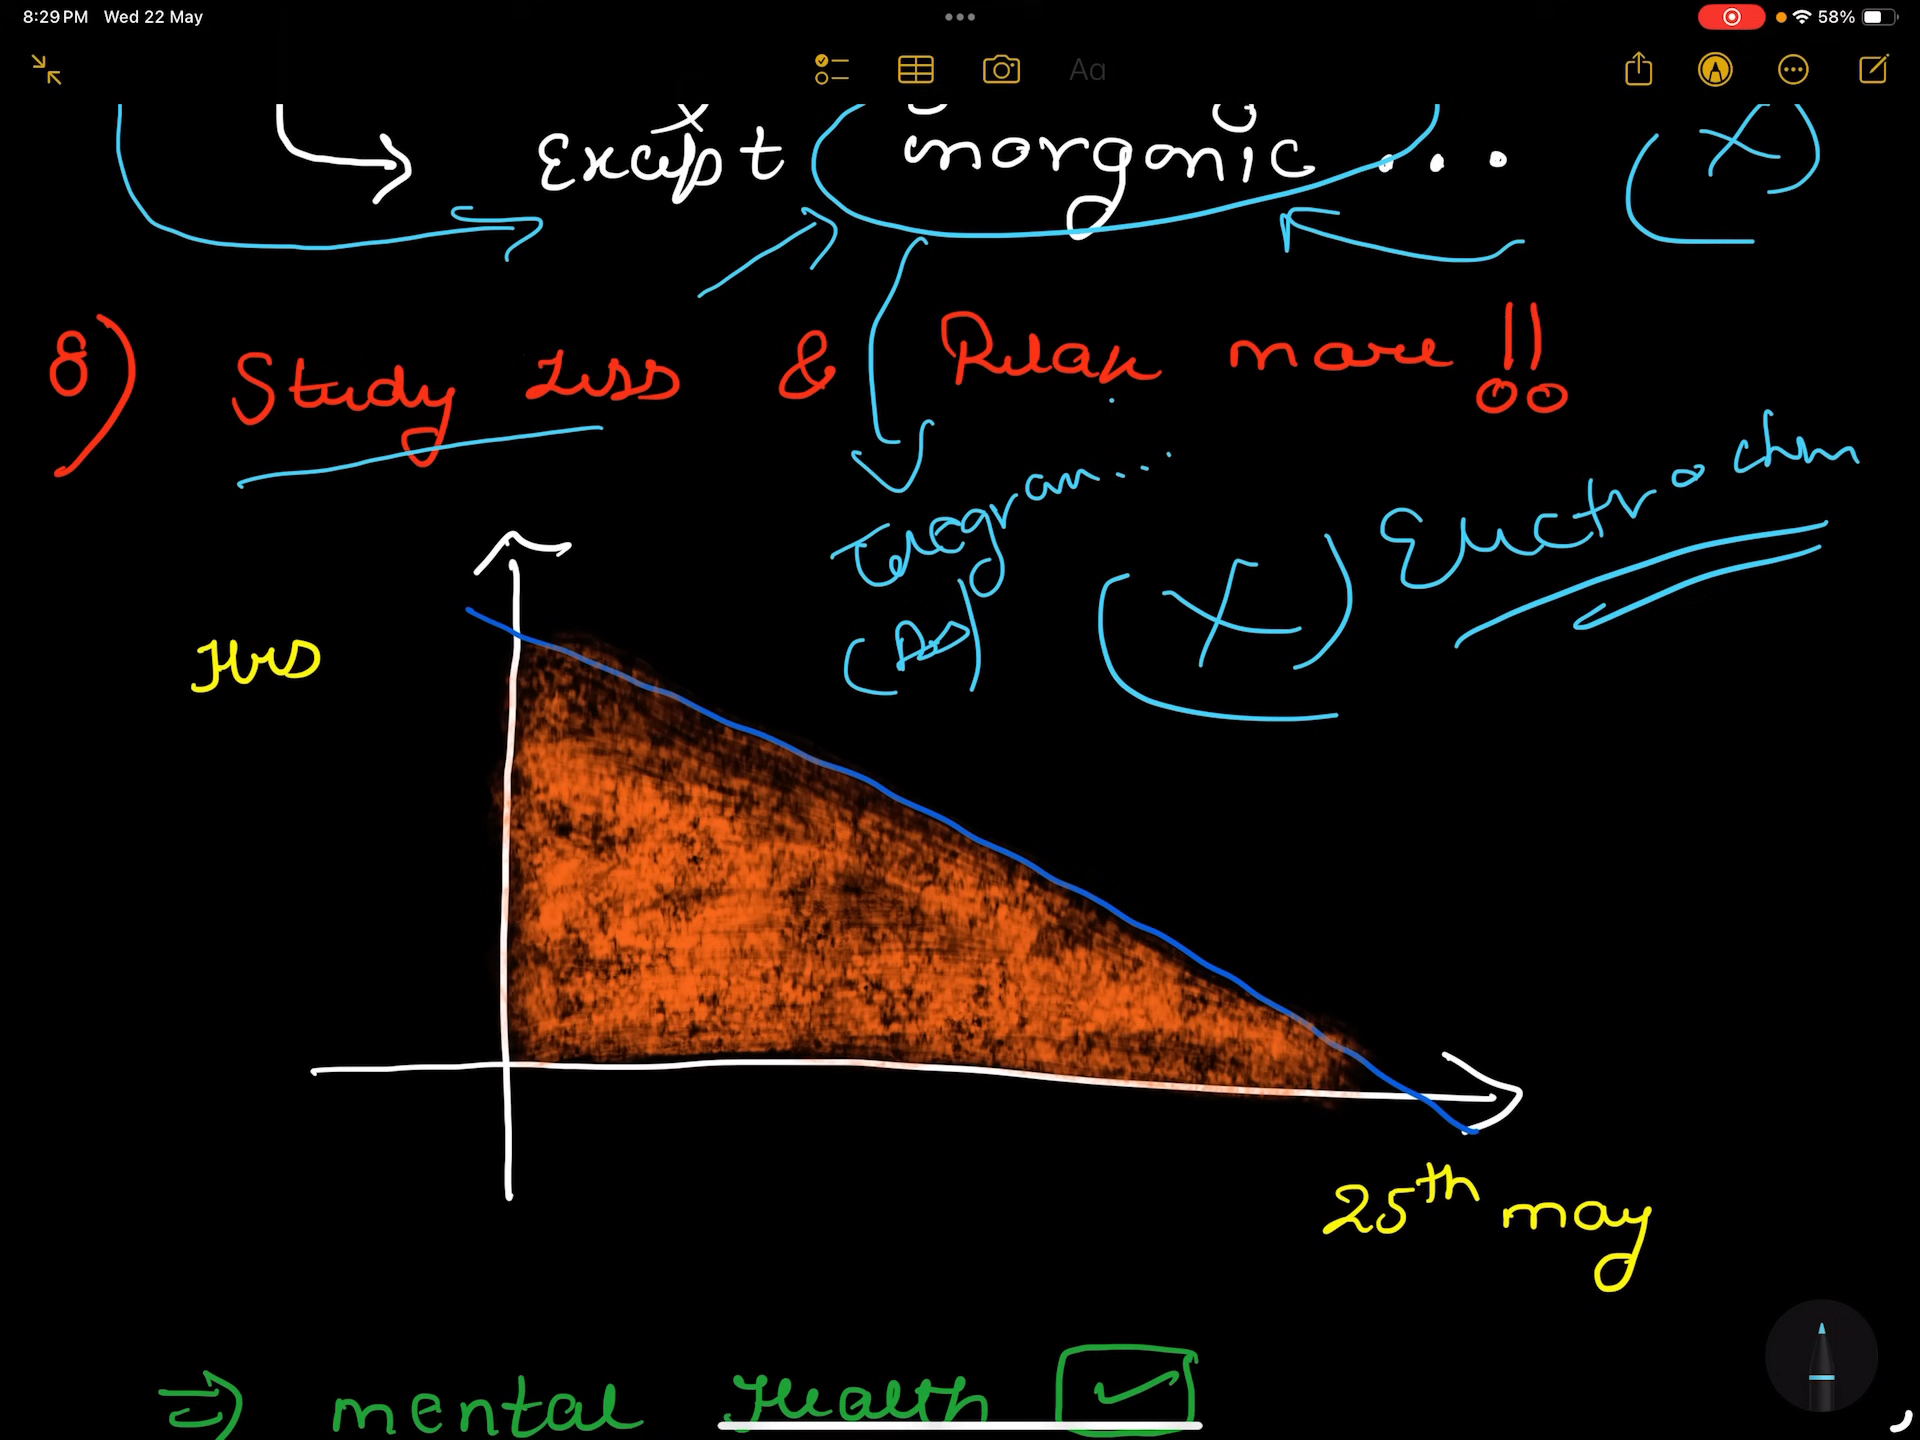 8:29 PM Wed 22 May
58%
Aa
Except inorganic ... (X)
8) Study Less & Relax more !!
Telegram...
(X) Electrochem
Hrs
25th may
⇒ mental Health ✓